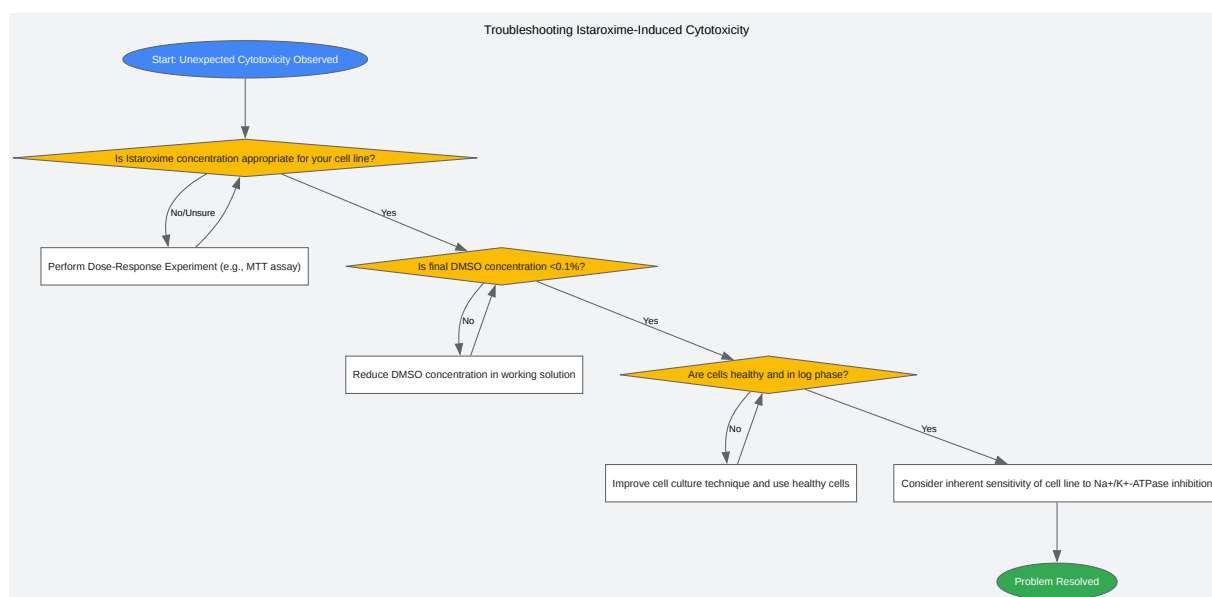 Troubleshooting Istaroxime-Induced Cytotoxicity
Start: Unexpected Cytotoxicity Observed
Is Istaroxime concentration appropriate for your cell line?
No/Unsure
Yes
Perform Dose-Response Experiment (e.g., MTT assay)
Is final DMSO concentration <0.1%?
No
Yes
Reduce DMSO concentration in working solution
Are cells healthy and in log phase?
No
Yes
Improve cell culture technique and use healthy cells
Consider inherent sensitivity of cell line to Na+/K+-ATPase inhibition
Problem Resolved